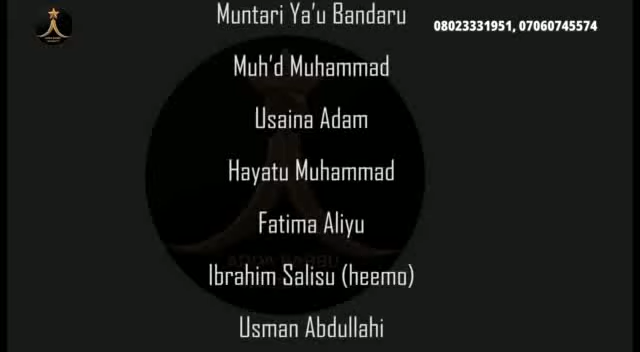 Muntari Ya'u Bandaru
08023331951, 07060745574
Muh'd Muhammad
Usaina Adam
Hayatu Muhammad
Fatima Aliyu
Ibrahim Salisu (heemo)
Usman Abdullahi